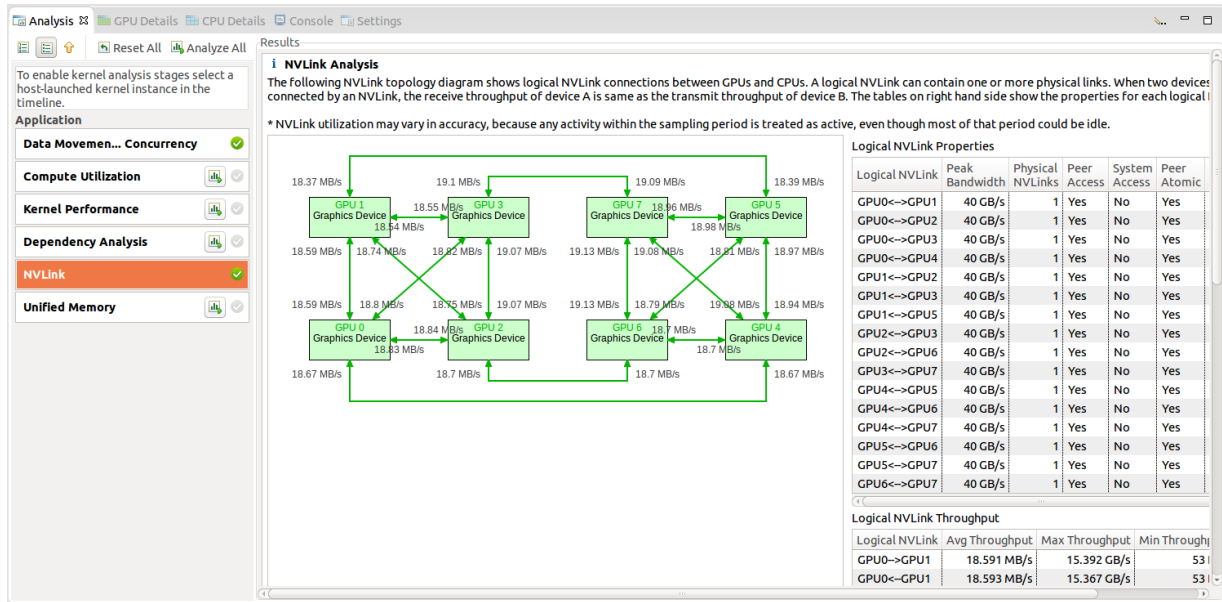 Analysis GPU Details CPU Details Console Settings
Reset All Analyze All
To enable kernel analysis stages select a
host-launched kernel instance in the
timeline.
Application
Data Movemen... Concurrency
Compute Utilization
Kernel Performance
Dependency Analysis
NVLink
Unified Memory
Results
i NVLink Analysis
The following NVLink topology diagram shows logical NVLink connections between GPUs and CPUs. A logical NVLink can contain one or more physical links. When two devices
connected by an NVLink, the receive throughput of device A is same as the transmit throughput of device B. The tables on right hand side show the properties for each logical
* NVLink utilization may vary in accuracy, because any activity within the sampling period is treated as active, even though most of that period could be idle.
18.37 MB/s 19.1 MB/s 19.09 MB/s 18.39 MB/s
GPU 1 18.55 MB/s GPU 3 GPU 7 18.96 MB/s GPU 5
Graphics Device Graphics Device Graphics Device Graphics Device
18.54 MB/s 18.98 MB/s
18.59 MB/s 18.74 MB/s 18.82 MB/s 19.07 MB/s 19.13 MB/s 19.08 MB/s 18.81 MB/s 18.97 MB/s
18.59 MB/s 18.8 MB/s 18.75 MB/s 19.07 MB/s 19.13 MB/s 18.79 MB/s 19.08 MB/s 18.94 MB/s
GPU 0 18.84 MB/s GPU 2 GPU 6 18.7 MB/s GPU 4
Graphics Device Graphics Device Graphics Device Graphics Device
18.83 MB/s 18.7 MB/s
18.67 MB/s 18.7 MB/s 18.7 MB/s 18.67 MB/s
Logical NVLink Properties
Logical NVLink Peak Bandwidth Physical NVLinks Peer Access System Access Peer Atomic
GPU0<-->GPU1 40 GB/s 1 Yes No Yes
GPU0<-->GPU2 40 GB/s 1 Yes No Yes
GPU0<-->GPU3 40 GB/s 1 Yes No Yes
GPU0<-->GPU4 40 GB/s 1 Yes No Yes
GPU1<-->GPU2 40 GB/s 1 Yes No Yes
GPU1<-->GPU3 40 GB/s 1 Yes No Yes
GPU1<-->GPU5 40 GB/s 1 Yes No Yes
GPU2<-->GPU3 40 GB/s 1 Yes No Yes
GPU2<-->GPU6 40 GB/s 1 Yes No Yes
GPU3<-->GPU7 40 GB/s 1 Yes No Yes
GPU4<-->GPU5 40 GB/s 1 Yes No Yes
GPU4<-->GPU6 40 GB/s 1 Yes No Yes
GPU4<-->GPU7 40 GB/s 1 Yes No Yes
GPU5<-->GPU6 40 GB/s 1 Yes No Yes
GPU5<-->GPU7 40 GB/s 1 Yes No Yes
GPU6<-->GPU7 40 GB/s 1 Yes No Yes
Logical NVLink Throughput
Logical NVLink Avg Throughput Max Throughput Min Through
GPU0-->GPU1 18.591 MB/s 15.392 GB/s 53
GPU0<--GPU1 18.593 MB/s 15.367 GB/s 53